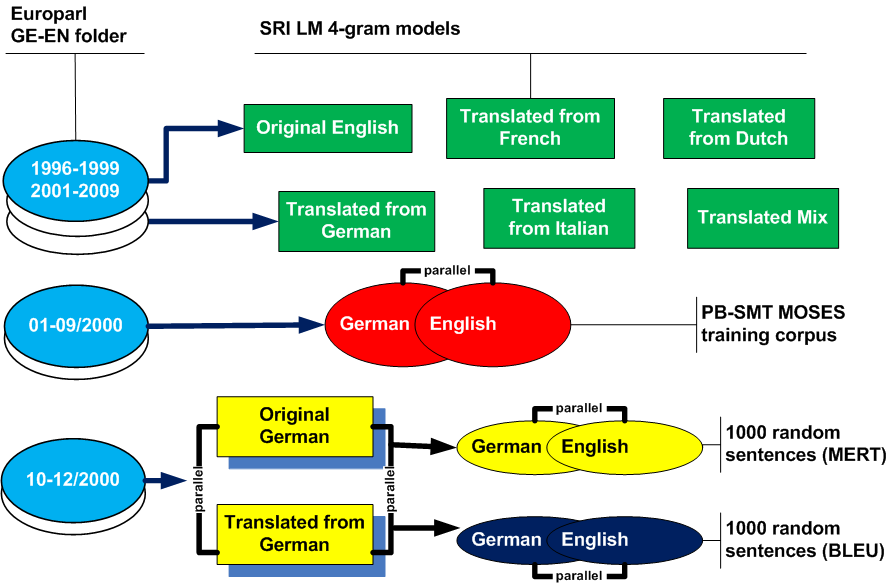 Europarl
GE-EN folder
SRI LM 4-gram models
Original English
Translated from
French
Translated
from Dutch
1996-1999
2001-2009
Translated from
German
Translated
from Italian
Translated Mix
parallel
01-09/2000
German
English
PB-SMT MOSES
training corpus
10-12/2000
parallel
Original
German
Translated from
German
parallel
parallel
German
English
1000 random
sentences (MERT)
German
English
parallel
1000 random
sentences (BLEU)